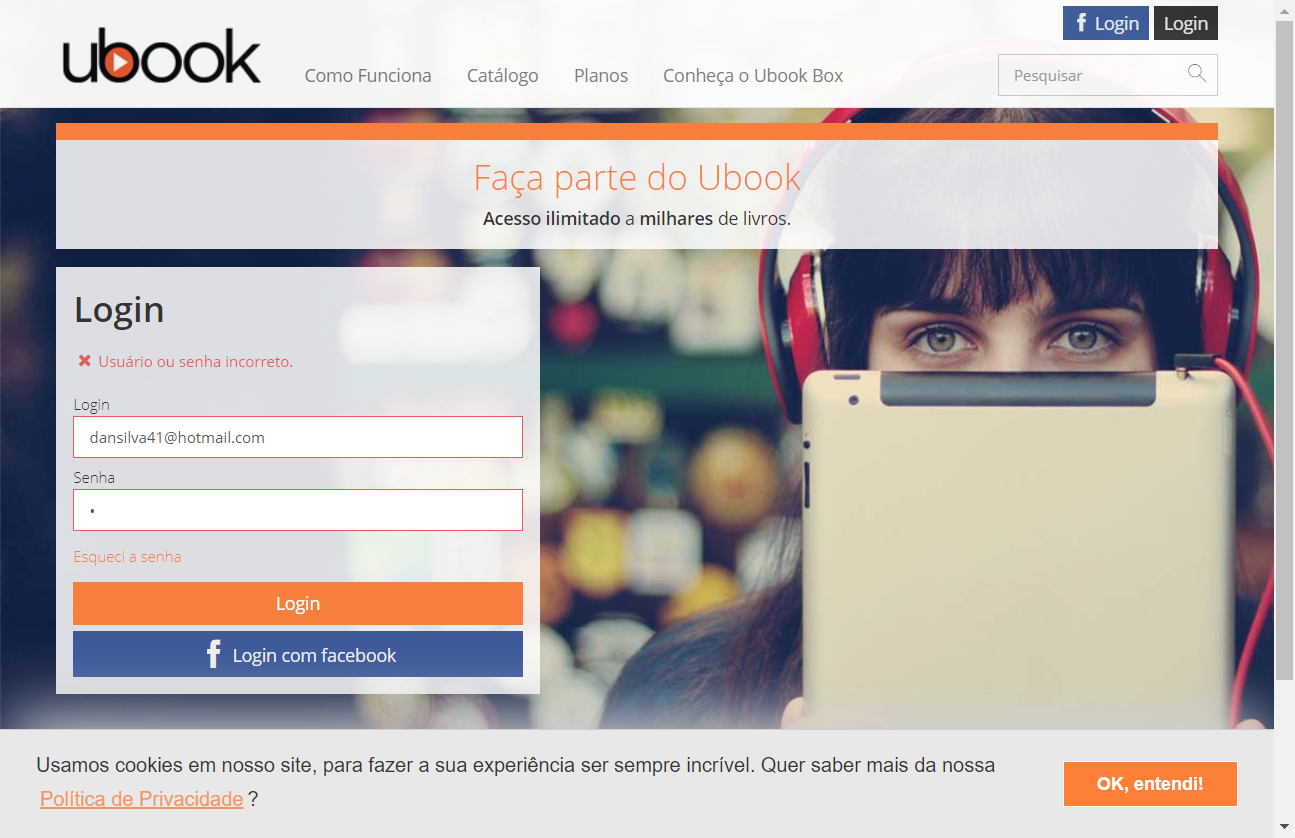 ubook
Como Funciona
Catálogo
Planos
Conheça o Ubook Box
f Login
Login
Pesquisar
Faça parte do Ubook
Acesso ilimitado a milhares de livros.
Login
✖ Usuário ou senha incorreto.
Login
dansilva41@hotmail.com
Senha
•
Esqueci a senha
Login
f Login com facebook
Usamos cookies em nosso site, para fazer a sua experiência ser sempre incrível. Quer saber mais da nossa
Política de Privacidade ?
OK, entendi!